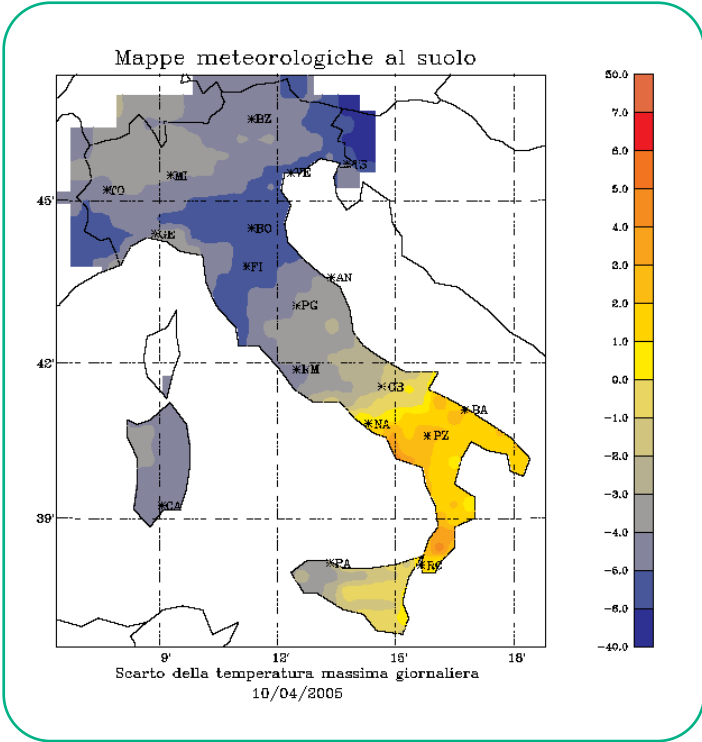 Mappe meteorologiche al suolo
50.0
7.0
6.0
5.0
4.0
3.0
2.0
1.0
0.0
-1.0
-2.0
-3.0
-4.0
-5.0
-6.0
-40.0
BZ
TS
VE
MI
TO
45'
BO
GE
FI
AN
PG
42'
RM
CB
BA
NA
PZ
CA
39'
PA
RC
9'
12'
15'
18'
Scarto della temperatura massima giornaliera
10/04/2005